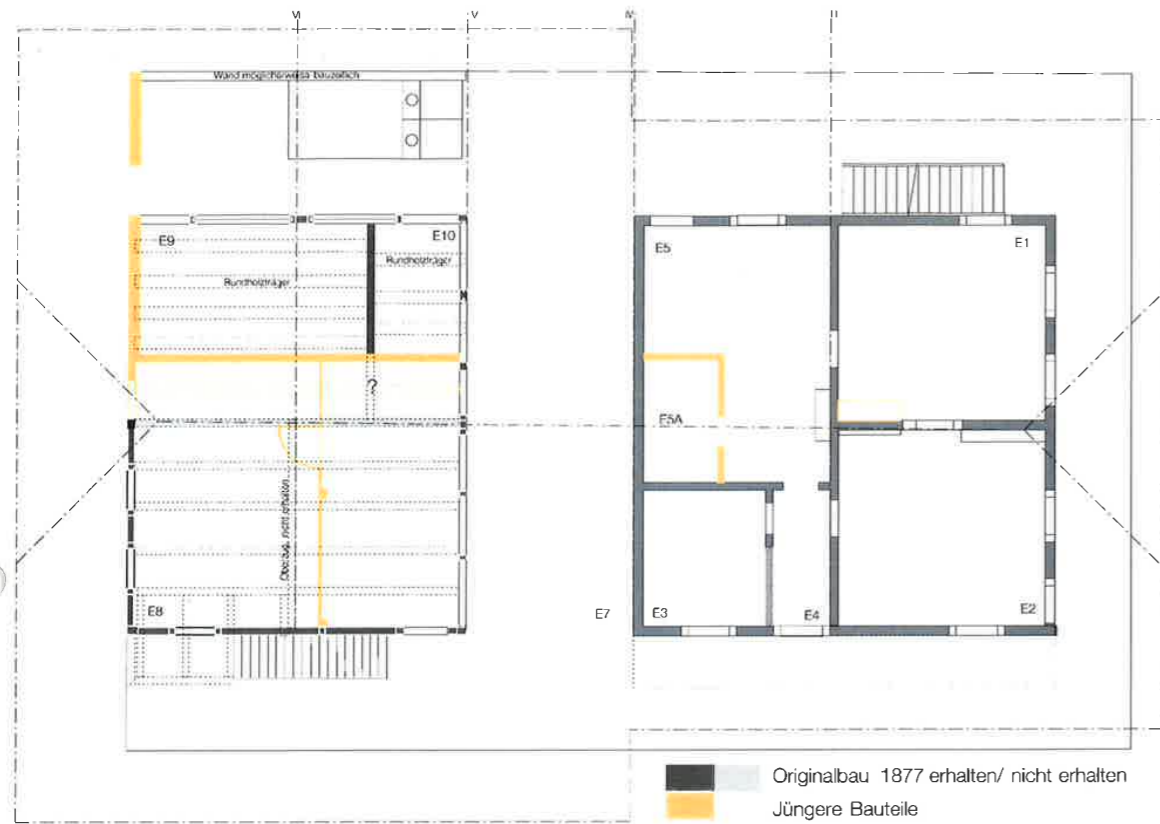 VI V IV II
Wand möglicherweise bauzeitlich
E9 E10 E5 E1
Rundholzträger
Rundholzträger
?
E5A
Überzug, nicht erhalten
E8 E7 E3 E4 E2
Originalbau 1877 erhalten/ nicht erhalten
Jüngere Bauteile